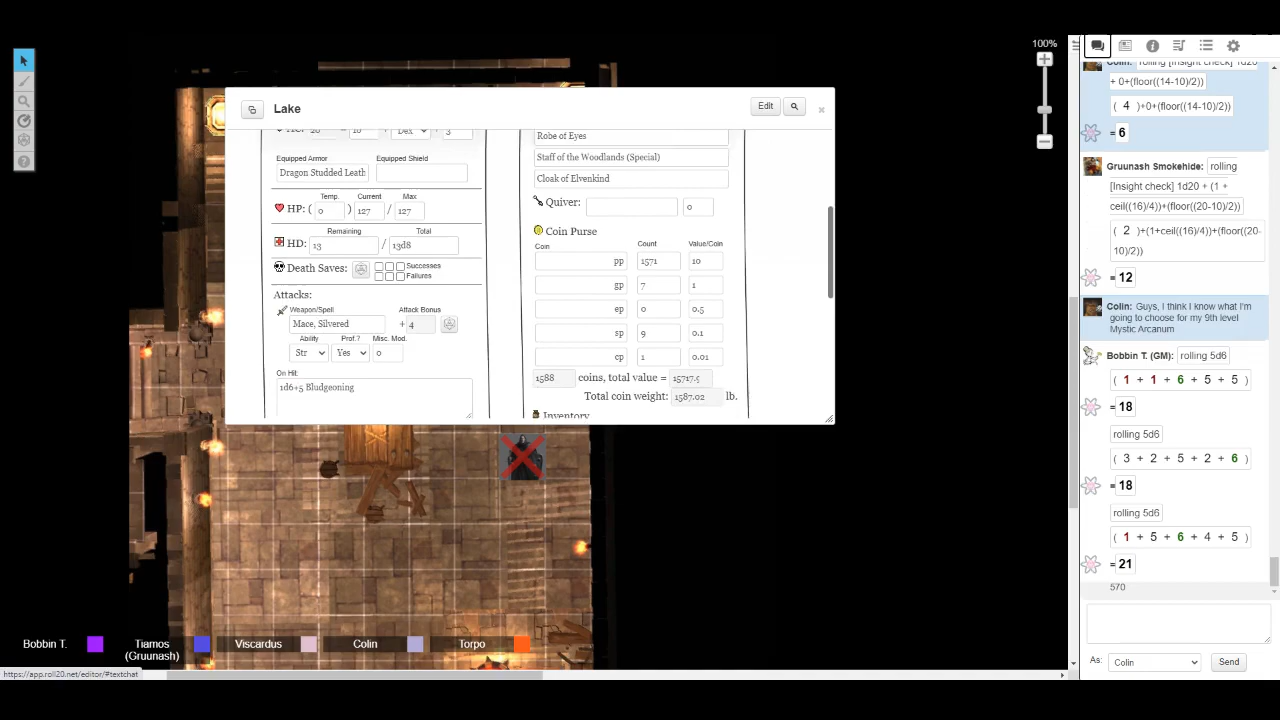 100%
Lake
Edit
Dex
Equipped Armor Equipped Shield
Dragon Studded Leath
Temp. Current Max
HP: ( 0 ) 127 / 127
Remaining Total
HD: 13 / 13d8
Death Saves: Successes
Failures
Attacks:
Weapon/Spell Attack Bonus
Mace, Silvered + 4
Ability Prof.? Misc. Mod.
Str Yes 0
On Hit:
1d6+5 Bludgeoning
Robe of Eyes
Staff of the Woodlands (Special)
Cloak of Elvenkind
Quiver: 0
Coin Purse
Coin Count Value/Coin
pp 1571 10
gp 7 1
ep 0 0.5
sp 9 0.1
cp 1 0.01
1588 coins, total value = 15717.9
Total coin weight: 1587.02 lb.
Inventory
Colin: rolling [Insight check] 1d20
+ 0+(floor((14-10)/2))
( 4 )+0+(floor((14-10)/2))
= 6
Gruunash Smokehide: rolling
[Insight check] 1d20 + (1 +
ceil((16)/4))+(floor((20-10)/2))
( 2 )+(1+ceil((16)/4))+(floor((20-
10)/2))
= 12
Colin: Guys, I think I know what I'm
going to choose for my 9th level
Mystic Arcanum
Bobbin T. (GM): rolling 5d6
( 1 + 1 + 6 + 5 + 5 )
= 18
rolling 5d6
( 3 + 2 + 5 + 2 + 6 )
= 18
rolling 5d6
( 1 + 5 + 6 + 4 + 5 )
= 21
570
As: Colin Send
Bobbin T. Tiamos Viscardus Colin Torpo
(Gruunash)
https://app.roll20.net/editor/#textchat